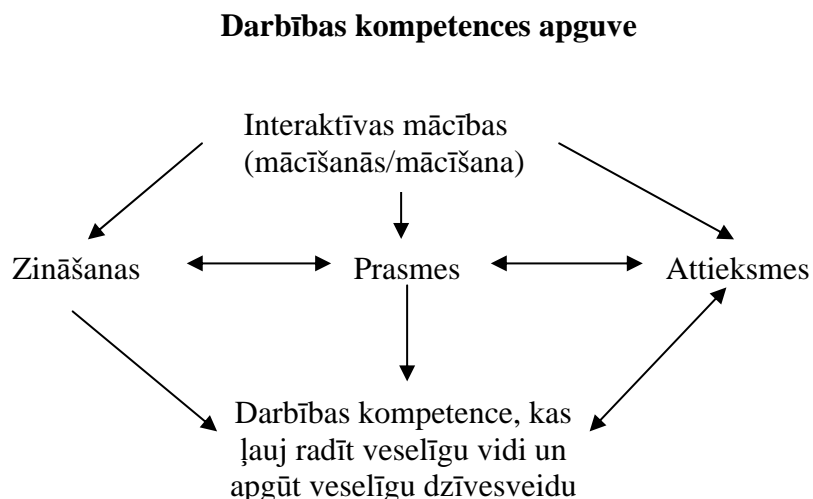 Darbības kompetences apguve
Interaktīvas mācības
(mācīšanās/mācīšana)
Zināšanas
Prasmes
Attieksmes
Darbības kompetence, kas
ļauj radīt veselīgu vidi un
apgūt veselīgu dzīvesveidu